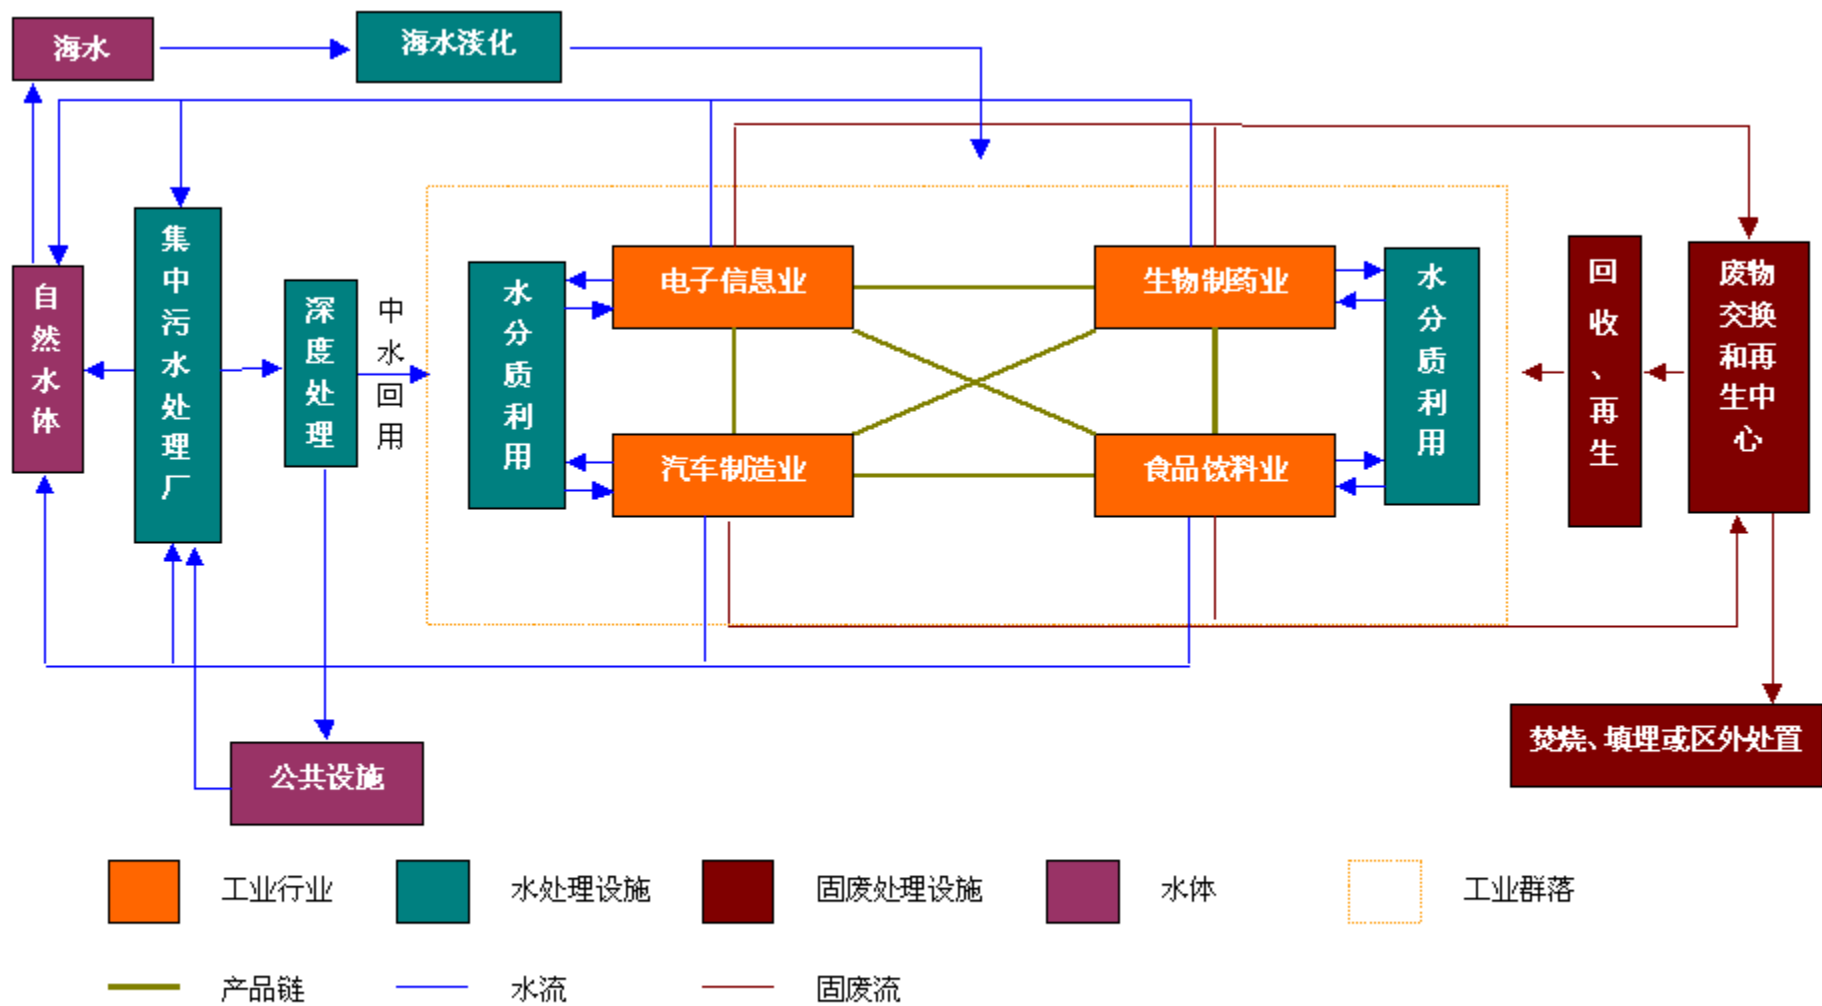 海水
海水淡化
集中污水处理厂
自然水体
深度处理
中水回用
水分质利用
电子信息业
生物制药业
水分质利用
汽车制造业
食品饮料业
回收、再生
废物
交换
和再
生中
心
焚烧、填埋或区外处置
公共设施
工业行业
水处理设施
固废处理设施
水体
工业群落
产品链
水流
固废流